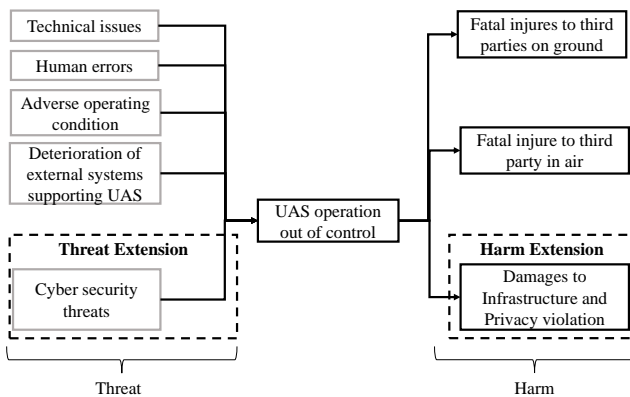 Technical issues
Human errors
Adverse operating
condition
Deterioration of
external systems
supporting UAS
Threat Extension
Cyber security
threats
Threat
UAS operation
out of control
Fatal injures to third
parties on ground
Fatal injure to third
party in air
Harm Extension
Damages to
Infrastructure and
Privacy violation
Harm